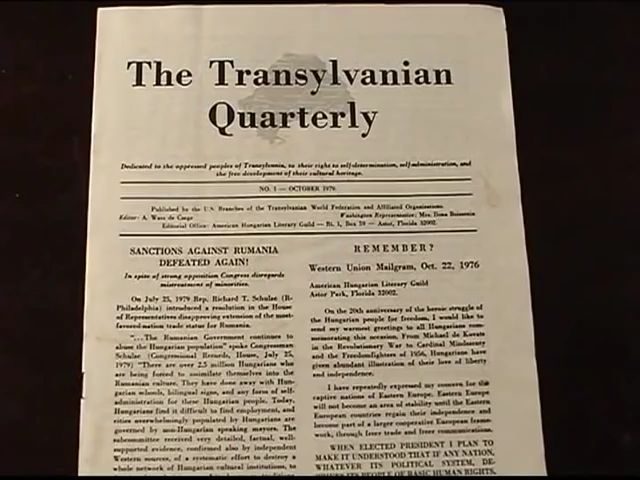 The Transylvanian
Quarterly
Dedicated to the oppressed peoples of Transylvania, to their right to self-determination, self-administration, and
the free development of their cultural heritage.
NO. 1 — OCTOBER 1979
Published by the U.S. Branches of the Transylvanian World Federation and Affiliated Organizations.
Editor: A. Wass de Czege
Washington Representative: Mrs. Ilona Boissenin
Editorial Office: American Hungarian Literary Guild — Rt. 1, Box 59 — Astor, Florida 32002.
SANCTIONS AGAINST RUMANIA
DEFEATED AGAIN!
In spite of strong opposition Congress disregards
mistreatment of minorities.
On July 25, 1979 Rep. Richard T. Schulze (R-
Philadelphia) introduced a resolution in the House
of Representatives disapproving extension of the most-
favored-nation trade status for Rumania.
"...The Rumanian Government continues to
abuse the Hungarian population" spoke Congressman
Schulze (Congressional Records, House, July 25,
1979) "There are over 2.5 million Hungarians who
are being forced to assimilate themselves into the
Rumanian culture. They have done away with Hun-
garian schools, bilingual signs, and any form of self-
administration for these Hungarian people. Today,
Hungarians find it difficult to find employment, and
cities overwhelmingly populated by Hungarians are
governed by non-Hungarian speaking mayors. The
subcommittee received very detailed, factual, well-
supported evidence, confirmed also by independent
Western sources, of a systematic effort to destroy a
whole network of Hungarian cultural institutions, to
REMEMBER?
Western Union Mailgram, Oct. 22, 1976
American Hungarian Literary Guild
Astor Park, Florida 32002.
On the 20th anniversary of the heroic struggle of
the Hungarian people for freedom, I would like to
send my warmest greetings to all Hungarians com-
memorating this occasion. From Michael de Kovats
in the Revolutionary War to Cardinal Mindszenty
and the Freedomfighters of 1956, Hungarians have
given abundant illustration of their love of liberty
and independence.
I have repeatedly expressed my concern for the
captive nations of Eastern Europe. Eastern Europe
will not become an area of stability until the Eastern
European countries regain their independence and
become part of a larger cooperative European frame-
work, through free trade and free communications.
WHEN ELECTED PRESIDENT I PLAN TO
MAKE IT UNDERSTOOD THAT IF ANY NATION,
WHATEVER ITS POLITICAL SYSTEM, DE-
ITS PEOPLE OF BASIC HUMAN RIGHTS,